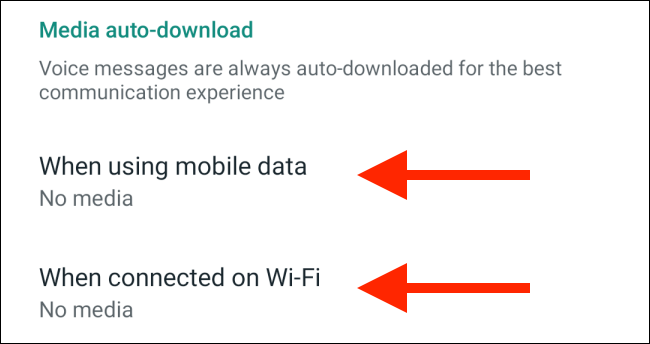 Media auto-download
Voice messages are always auto-downloaded for the best
communication experience
When using mobile data
No media
When connected on Wi-Fi
No media